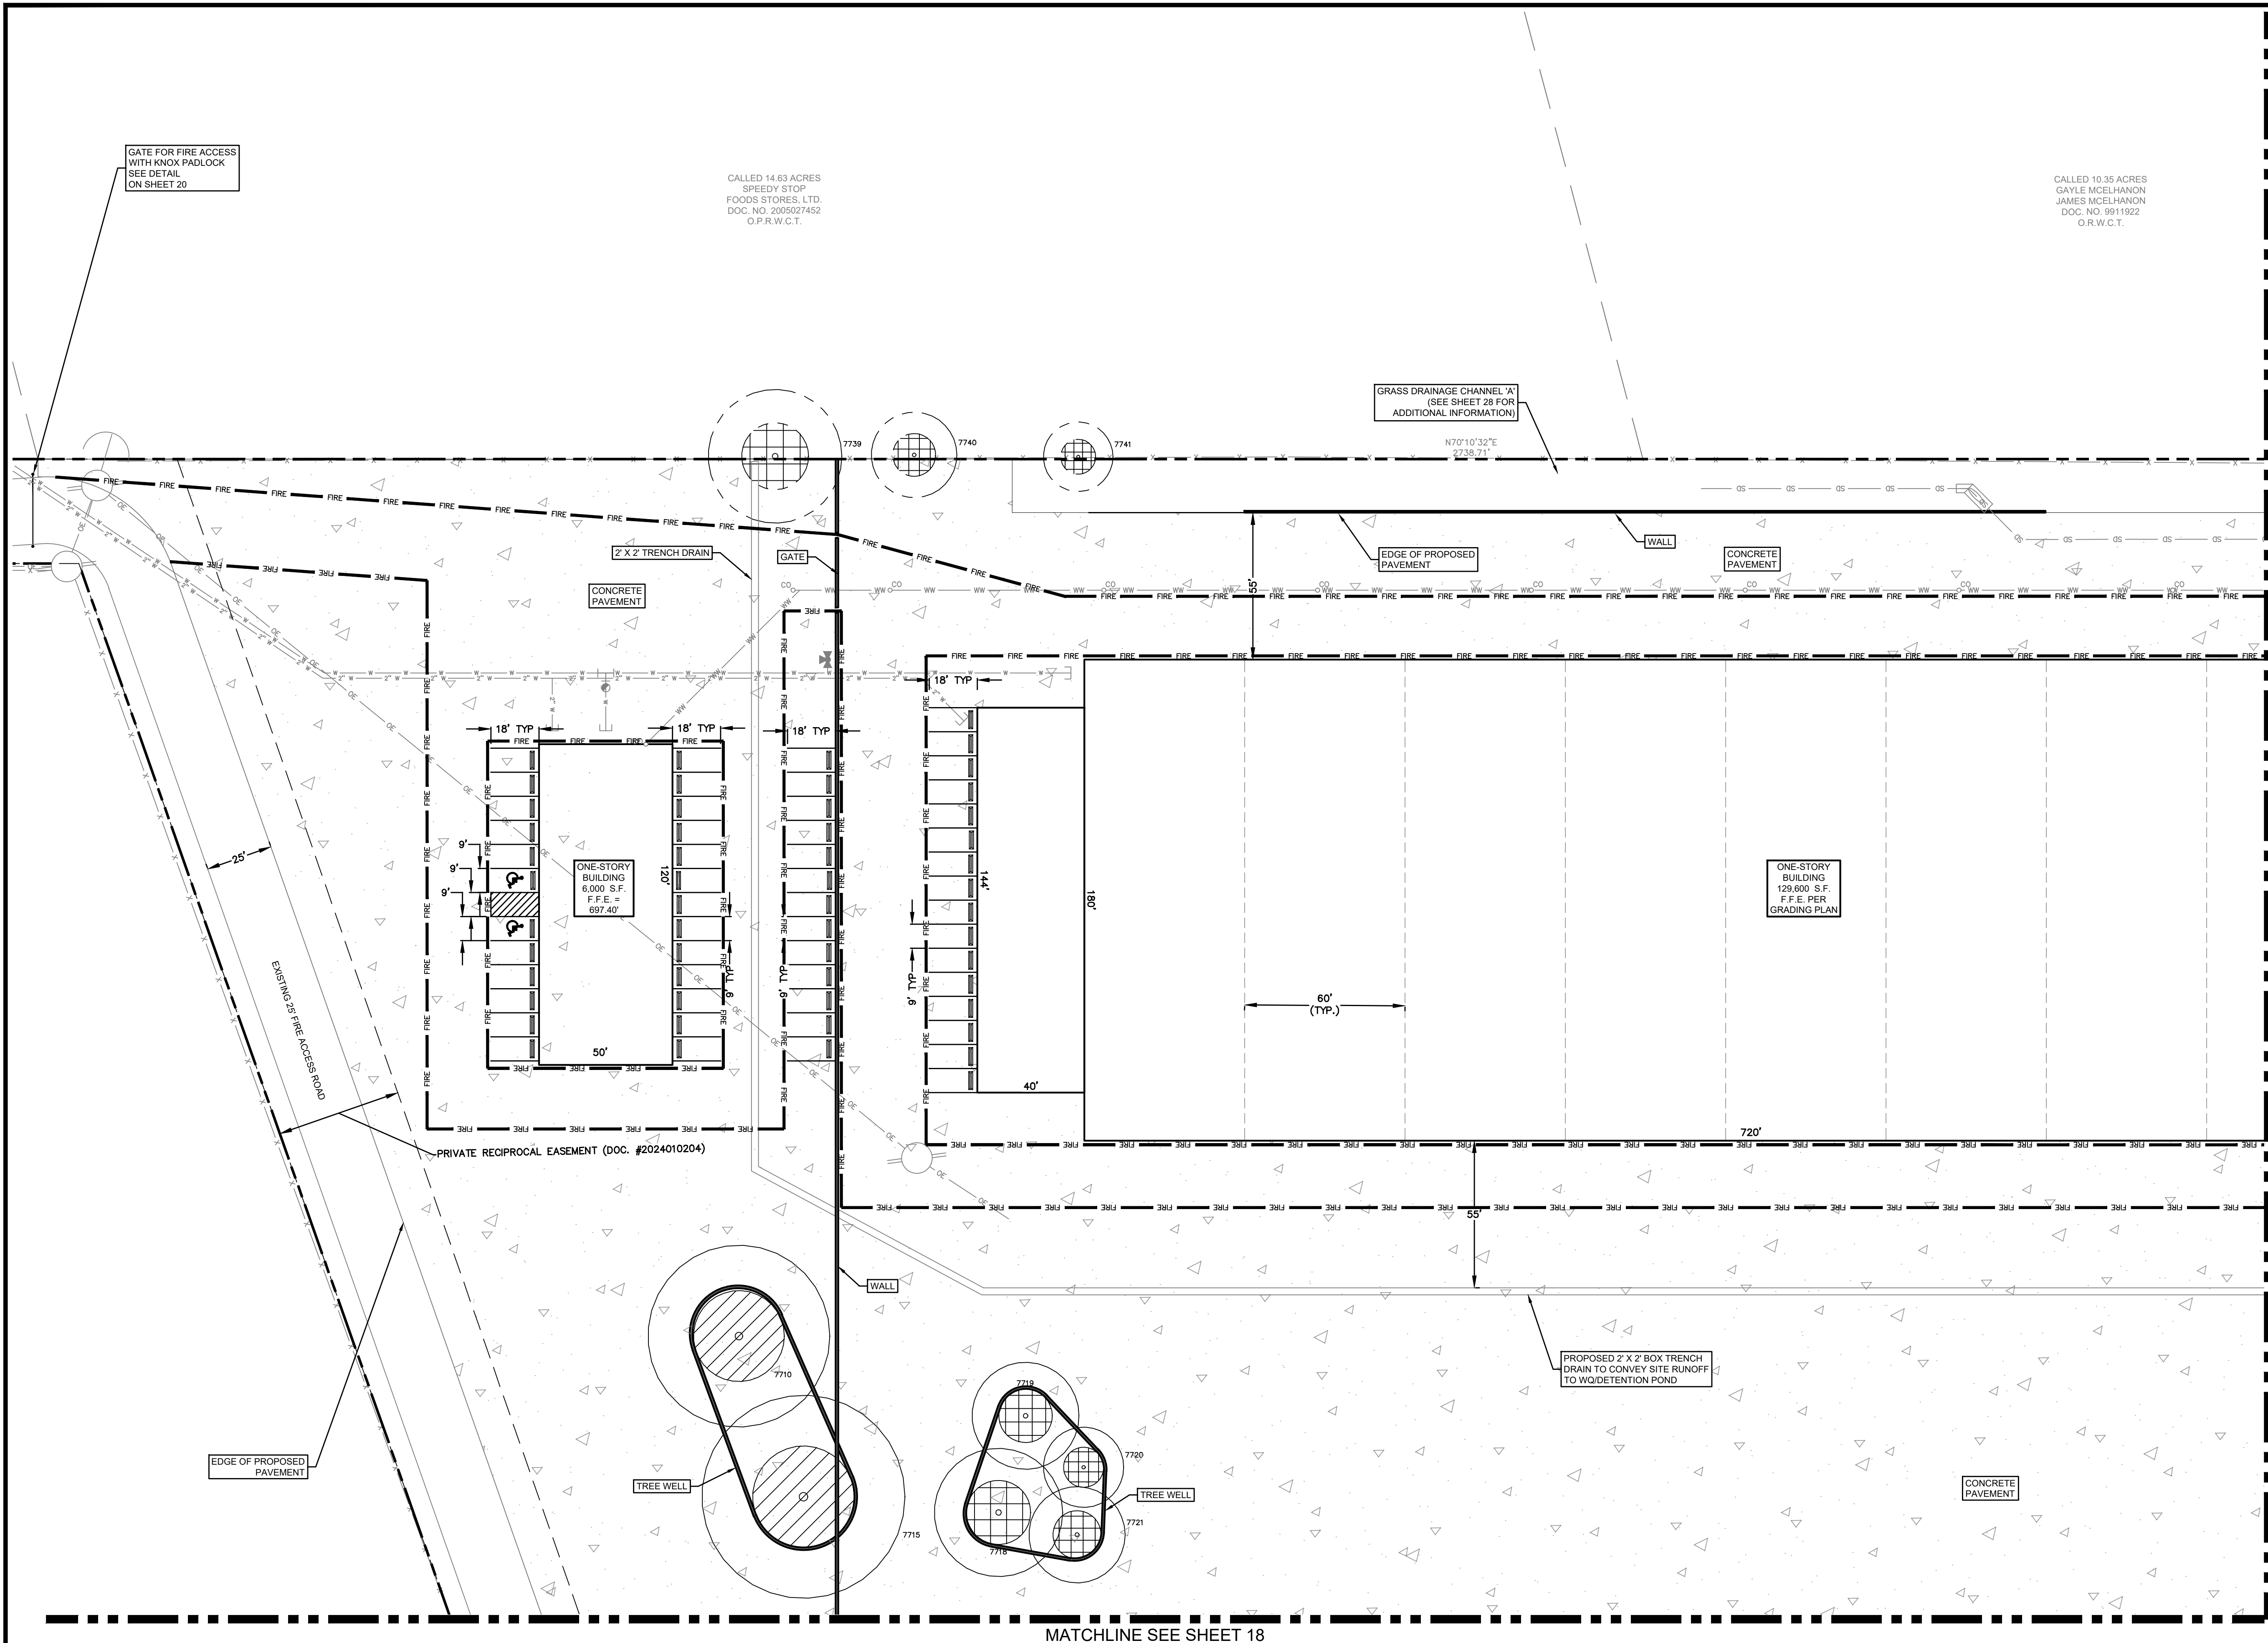 GATE FOR FIRE ACCESS
WITH KNOX PADLOCK
SEE DETAIL
ON SHEET 20
CALLED 14.63 ACRES
SPEEDY STOP
FOODS STORES, LTD.
DOC. NO. 2005027452
O.P.R.W.C.T.
CALLED 10.35 ACRES
GAYLE MCELHANON
JAMES MCELHANON
DOC. NO. 9911922
O.R.W.C.T.
GRASS DRAINAGE CHANNEL 'A'
(SEE SHEET 28 FOR
ADDITIONAL INFORMATION)
7739
7740
7741
N70°10'32"E
2738.71'
2' X 2' TRENCH DRAIN
GATE
EDGE OF PROPOSED
PAVEMENT
WALL
CONCRETE
PAVEMENT
CONCRETE
PAVEMENT
55'
18' TYP
18' TYP
18' TYP
18' TYP
25'
9'
9'
9'
ONE-STORY
BUILDING
6,000 S.F.
F.F.E. =
697.40'
120'
50'
9' TYP
9' TYP
9' TYP
144'
180'
40'
ONE-STORY
BUILDING
129,600 S.F.
F.F.E. PER
GRADING PLAN
60'
(TYP.)
720'
EXISTING 25' FIRE ACCESS ROAD
PRIVATE RECIPROCAL EASEMENT (DOC. #2024010204)
55'
WALL
PROPOSED 2' X 2' BOX TRENCH
DRAIN TO CONVEY SITE RUNOFF
TO WQ/DETENTION POND
7710
7719
7720
EDGE OF PROPOSED
PAVEMENT
TREE WELL
TREE WELL
CONCRETE
PAVEMENT
7715
7718
7721
FIRE
OE
WW
CO
2" W
W
SD
X
MATCHLINE SEE SHEET 18